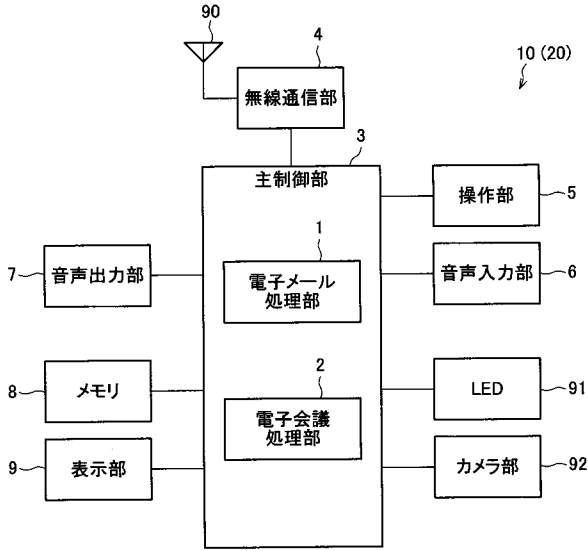 90
4
10 (20)
無線通信部
3
主制御部
操作部
5
1
7
音声出力部
電子メール
処理部
音声入力部
6
2
8
メモリ
電子会議
処理部
LED
91
9
表示部
カメラ部
92